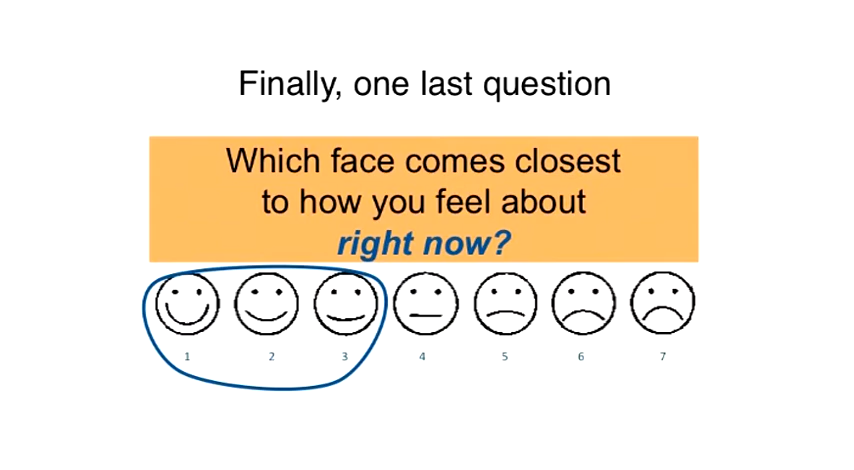 Finally, one last question
Which face comes closest
to how you feel about
right now?
1 2 3 4 5 6 7